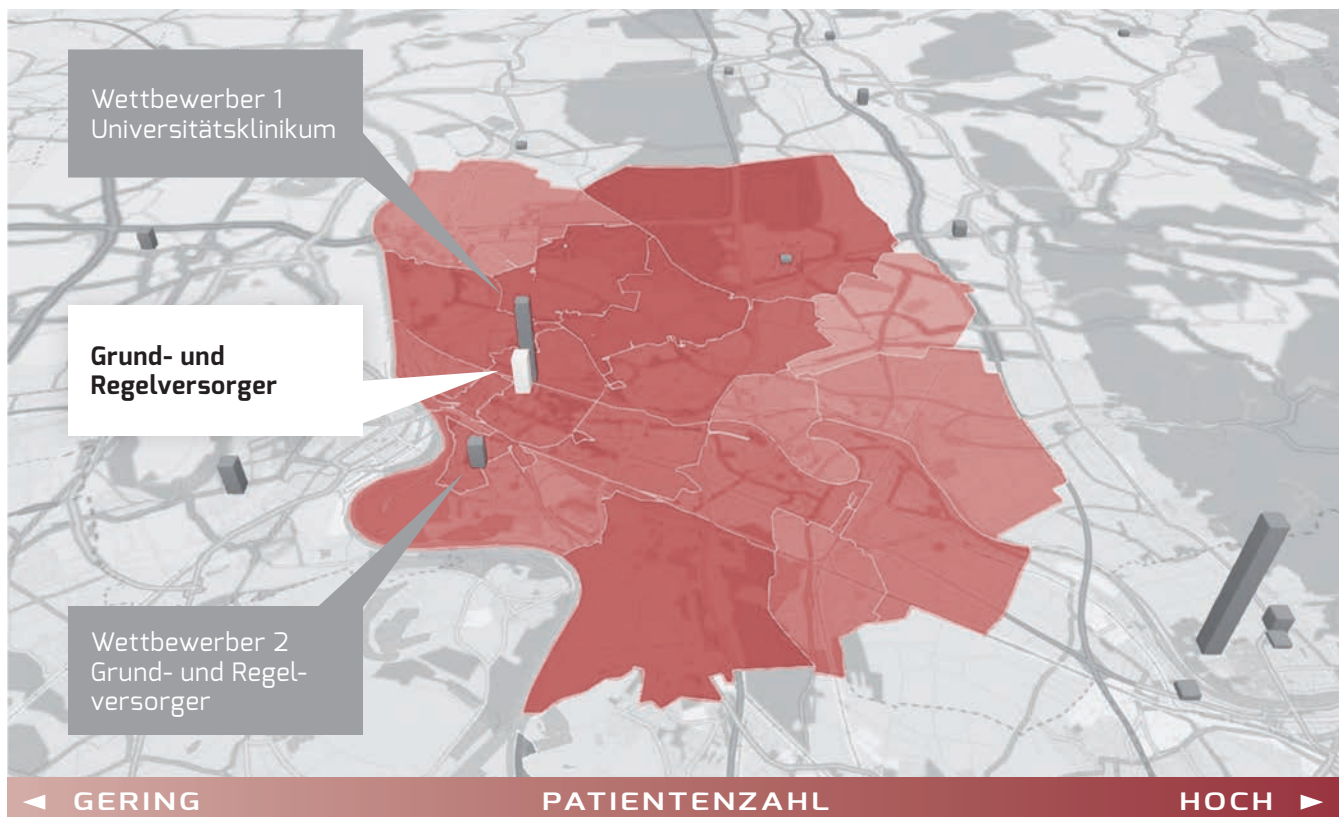 Wettbewerber 1
Universitätsklinikum
Grund- und
Regelversorger
Wettbewerber 2
Grund- und Regel-
versorger
◄ GERING PATIENTENZAHL HOCH ►